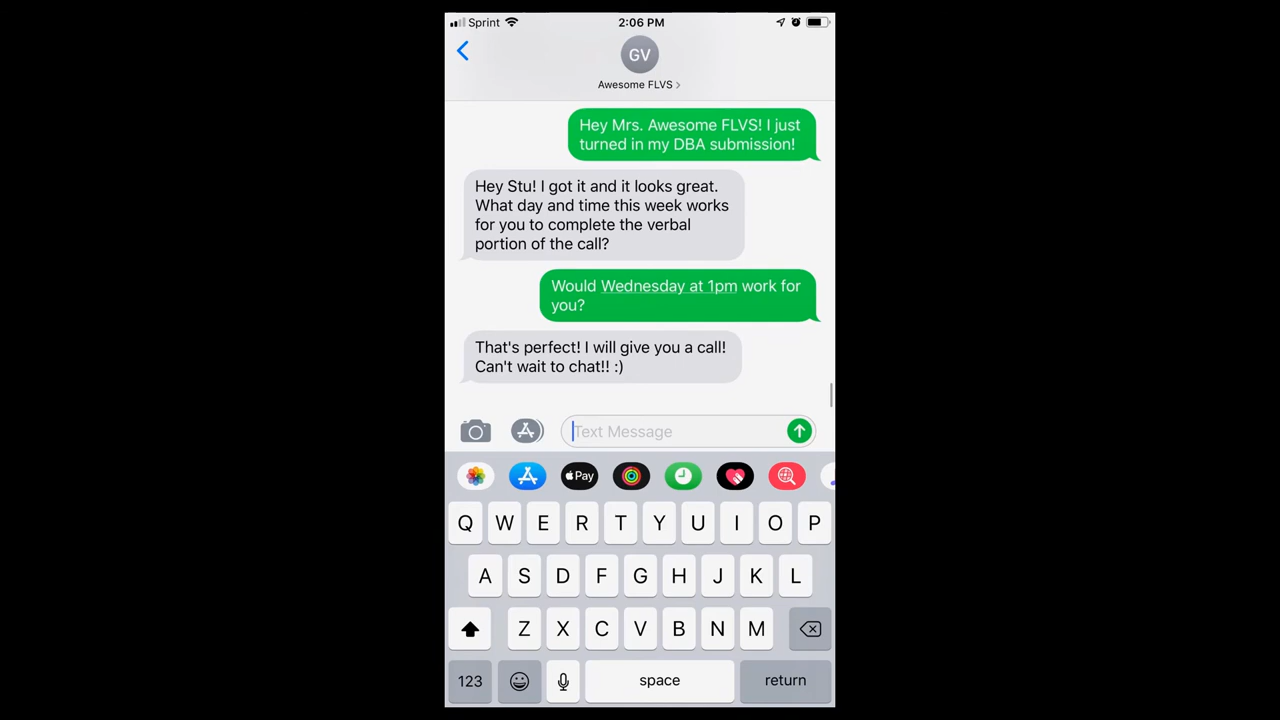 Sprint 2:06 PM
GV
Awesome FLVS >
Hey Mrs. Awesome FLVS! I just
turned in my DBA submission!
Hey Stu! I got it and it looks great.
What day and time this week works
for you to complete the verbal
portion of the call?
Would Wednesday at 1pm work for
you?
That's perfect! I will give you a call!
Can't wait to chat!! :)
Text Message
Pay
Q W E R T Y U I O P
A S D F G H J K L
Z X C V B N M
123 space return